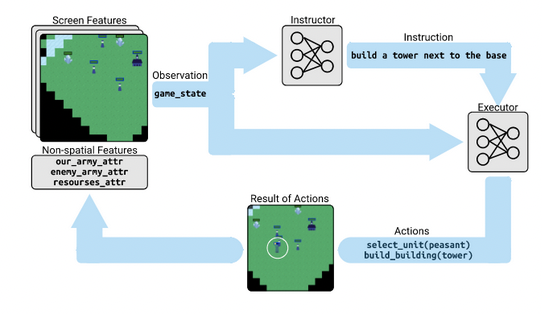 Screen Features
Instructor
Instruction
build a tower next to the base
Observation
game_state
Executor
Non-spatial Features
our_army_attr
enemy_army_attr
resourses_attr
Result of Actions
Actions
select_unit(peasant)
build_building(tower)